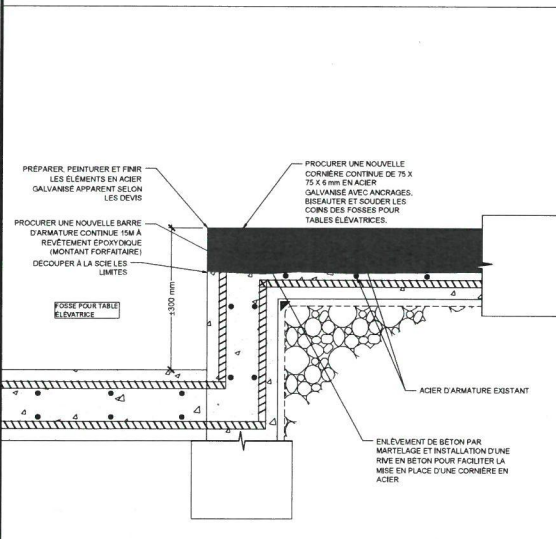 PRÉPARER, PEINTURER ET FINIR
LES ÉLÉMENTS EN ACIER
GALVANISÉ APPARENT SELON
LES DEVIS
PROCURER UNE NOUVELLE
CORNIÈRE CONTINUE DE 75 X
75 X 6 mm EN ACIER
GALVANISÉ AVEC ANCRAGES,
BISEAUTER ET SOUDER LES
COINS DES FOSSES POUR
TABLES ÉLÉVATRICES.
PROCURER UNE NOUVELLE BARRE
D'ARMATURE CONTINUE 15M À
REVÊTEMENT ÉPOXYDIQUE
(MONTANT FORFAITAIRE)
DÉCOUPER À LA SCIE LES
LIMITES
FOSSE POUR TABLE
ÉLÉVATRICE
±300 mm
ACIER D'ARMATURE EXISTANT
ENLÈVEMENT DE BÉTON PAR
MARTELAGE ET INSTALLATION D'UNE
RIVE EN BÉTON POUR FACILITER LA
MISE EN PLACE D'UNE CORNIÈRE EN
ACIER